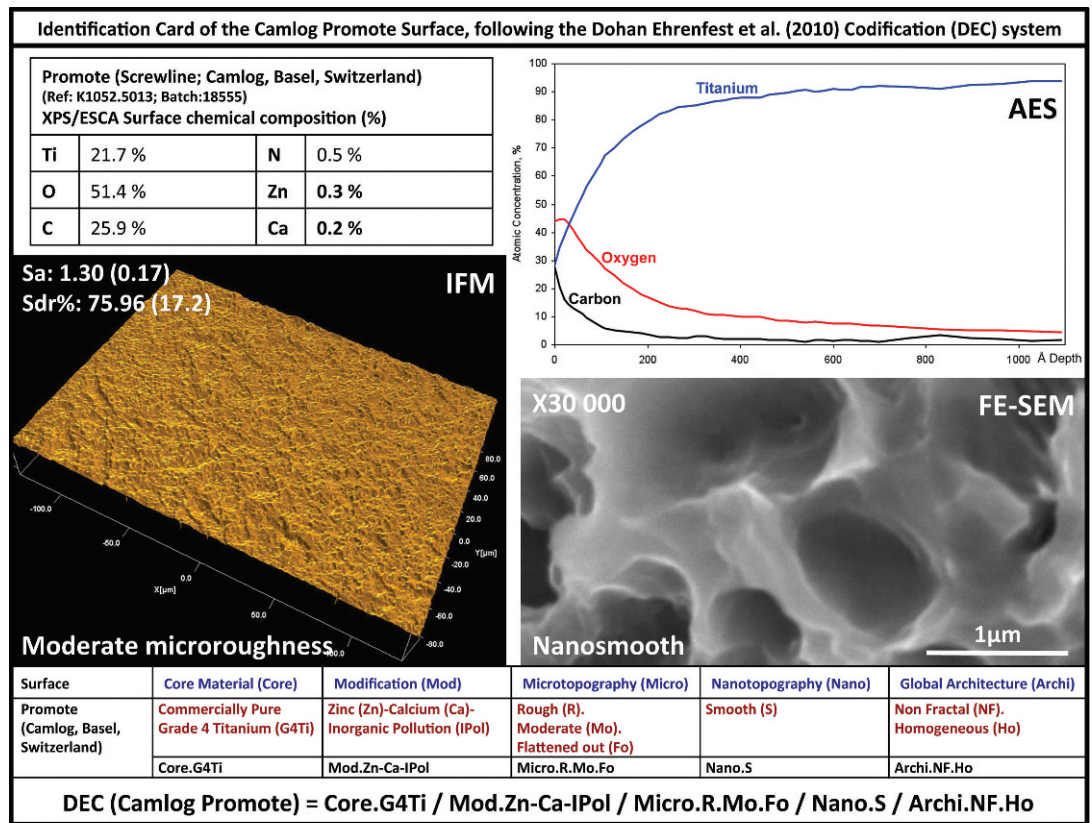 Identification Card of the Camlog Promote Surface, following the Dohan Ehrenfest et al. (2010) Codification (DEC) system
Promote (Screwline; Camlog, Basel, Switzerland)
(Ref: K1052.5013; Batch:18555)
XPS/ESCA Surface chemical composition (%)
Ti 21.7 % N 0.5 %
O 51.4 % Zn 0.3 %
C 25.9 % Ca 0.2 %
AES
Atomic Concentration, %
100
90
80
70
60
50
40
30
20
10
0
Titanium
Oxygen
Carbon
0 200 400 600 800 1000 Å Depth
Sa: 1.30 (0.17)
Sdr%: 75.96 (17.2)
IFM
-100.0
-50.0
0.0
X[µm]
50.0
100.0
80.0
60.0
40.0
20.0
0.0
Y[µm]
-20.0
-40.0
-60.0
-80.0
Moderate microroughness
X30 000
FE-SEM
Nanosmooth
1µm
Surface Core Material (Core) Modification (Mod) Microtopography (Micro) Nanotopography (Nano) Global Architecture (Archi)
Promote
(Camlog, Basel,
Switzerland)
Commercially Pure
Grade 4 Titanium (G4Ti)
Zinc (Zn)-Calcium (Ca)-
Inorganic Pollution (IPol)
Rough (R).
Moderate (Mo).
Flattened out (Fo)
Smooth (S)
Non Fractal (NF).
Homogeneous (Ho)
Core.G4Ti Mod.Zn-Ca-IPol Micro.R.Mo.Fo Nano.S Archi.NF.Ho
DEC (Camlog Promote) = Core.G4Ti / Mod.Zn-Ca-IPol / Micro.R.Mo.Fo / Nano.S / Archi.NF.Ho